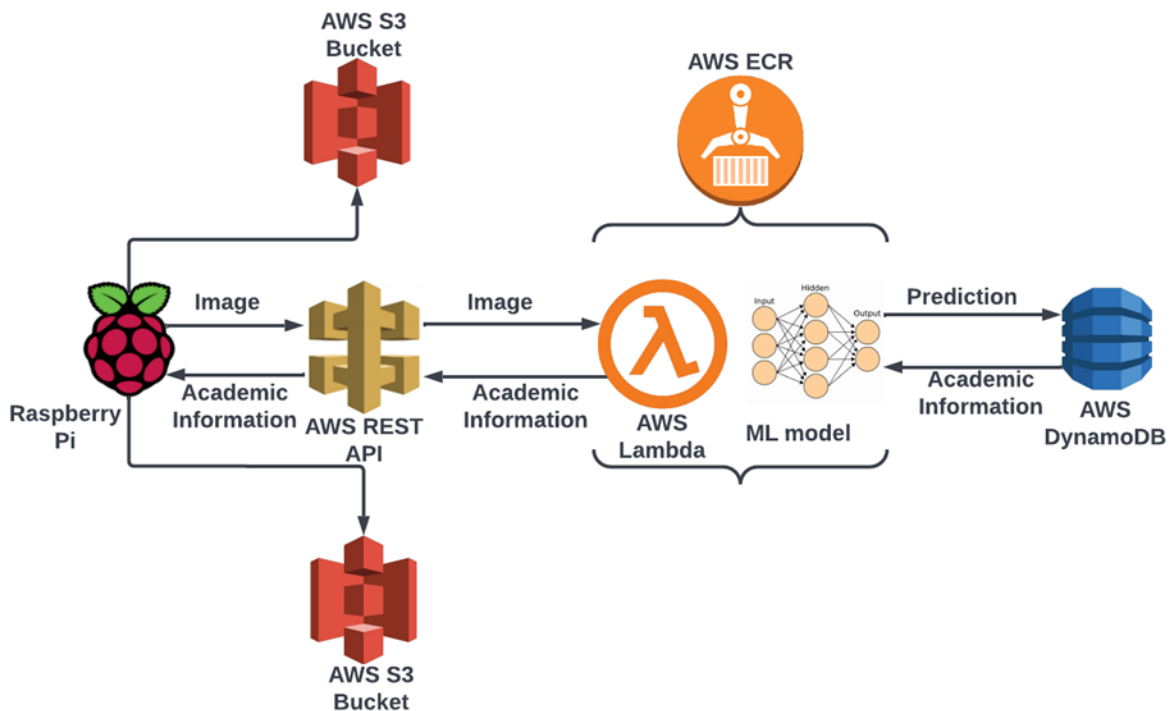 AWS S3
Bucket
AWS ECR
Image
Image
Input
Hidden
Output
Prediction
Academic
Information
Academic
Information
Academic
Information
Raspberry
Pi
AWS REST
API
AWS
Lambda
ML model
AWS
DynamoDB
AWS S3
Bucket